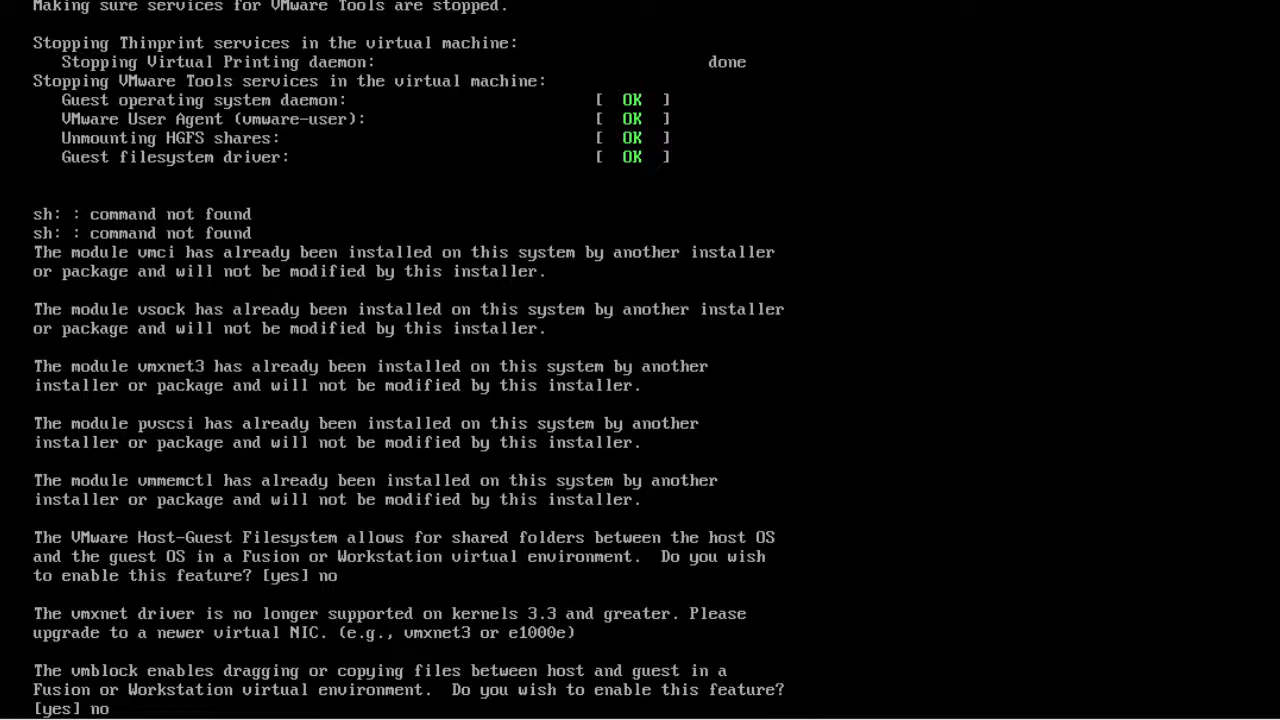 Making sure services for VMware Tools are stopped.
Stopping Thinprint services in the virtual machine:
Stopping Virtual Printing daemon: done
Stopping VMware Tools services in the virtual machine:
Guest operating system daemon: [ OK ]
VMware User Agent (vmware-user): [ OK ]
Unmounting HGFS shares: [ OK ]
Guest filesystem driver: [ OK ]
sh: : command not found
sh: : command not found
The module vmci has already been installed on this system by another installer
or package and will not be modified by this installer.
The module vsock has already been installed on this system by another installer
or package and will not be modified by this installer.
The module vmxnet3 has already been installed on this system by another
installer or package and will not be modified by this installer.
The module pvscsi has already been installed on this system by another
installer or package and will not be modified by this installer.
The module vmmemctl has already been installed on this system by another
installer or package and will not be modified by this installer.
The VMware Host-Guest Filesystem allows for shared folders between the host OS
and the guest OS in a Fusion or Workstation virtual environment.  Do you wish
to enable this feature? [yes] no
The vmxnet driver is no longer supported on kernels 3.3 and greater. Please
upgrade to a newer virtual NIC. (e.g., vmxnet3 or e1000e)
The vmblock enables dragging or copying files between host and guest in a
Fusion or Workstation virtual environment.  Do you wish to enable this feature?
[yes] no